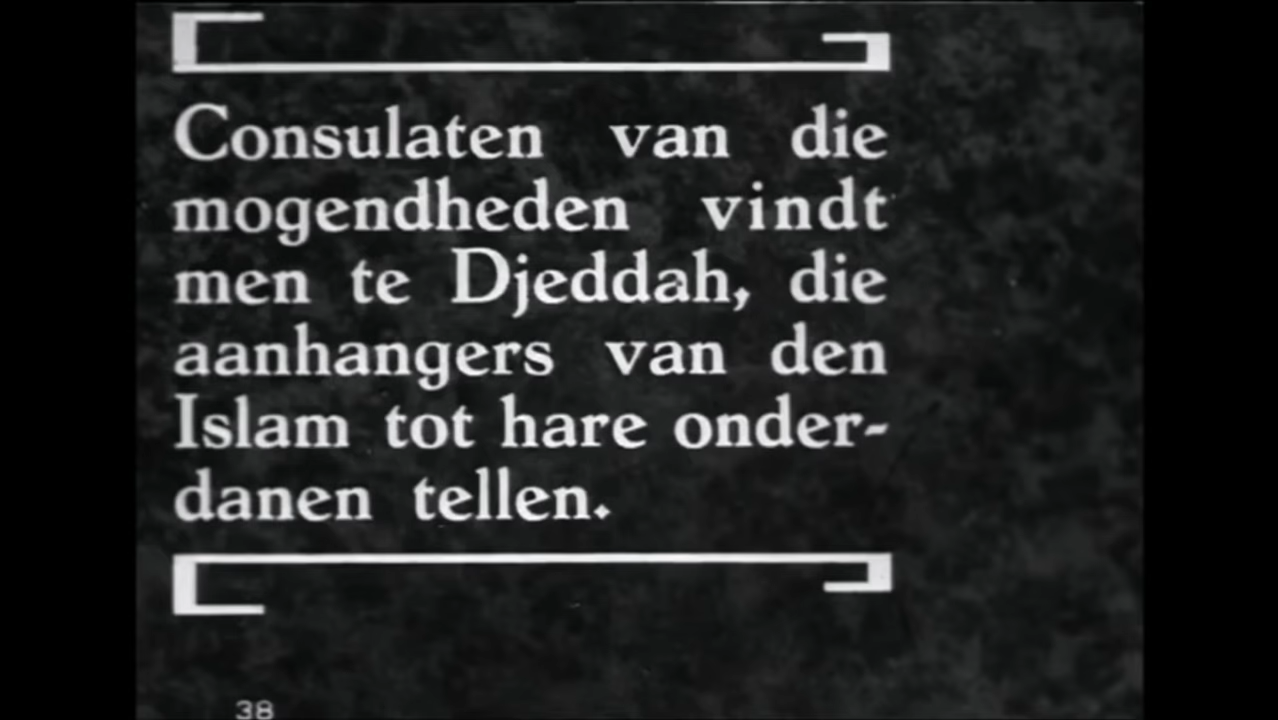 Consulaten van die
mogendheden vindt
men te Djeddah, die
aanhangers van den
Islam tot hare onder-
danen tellen.
38